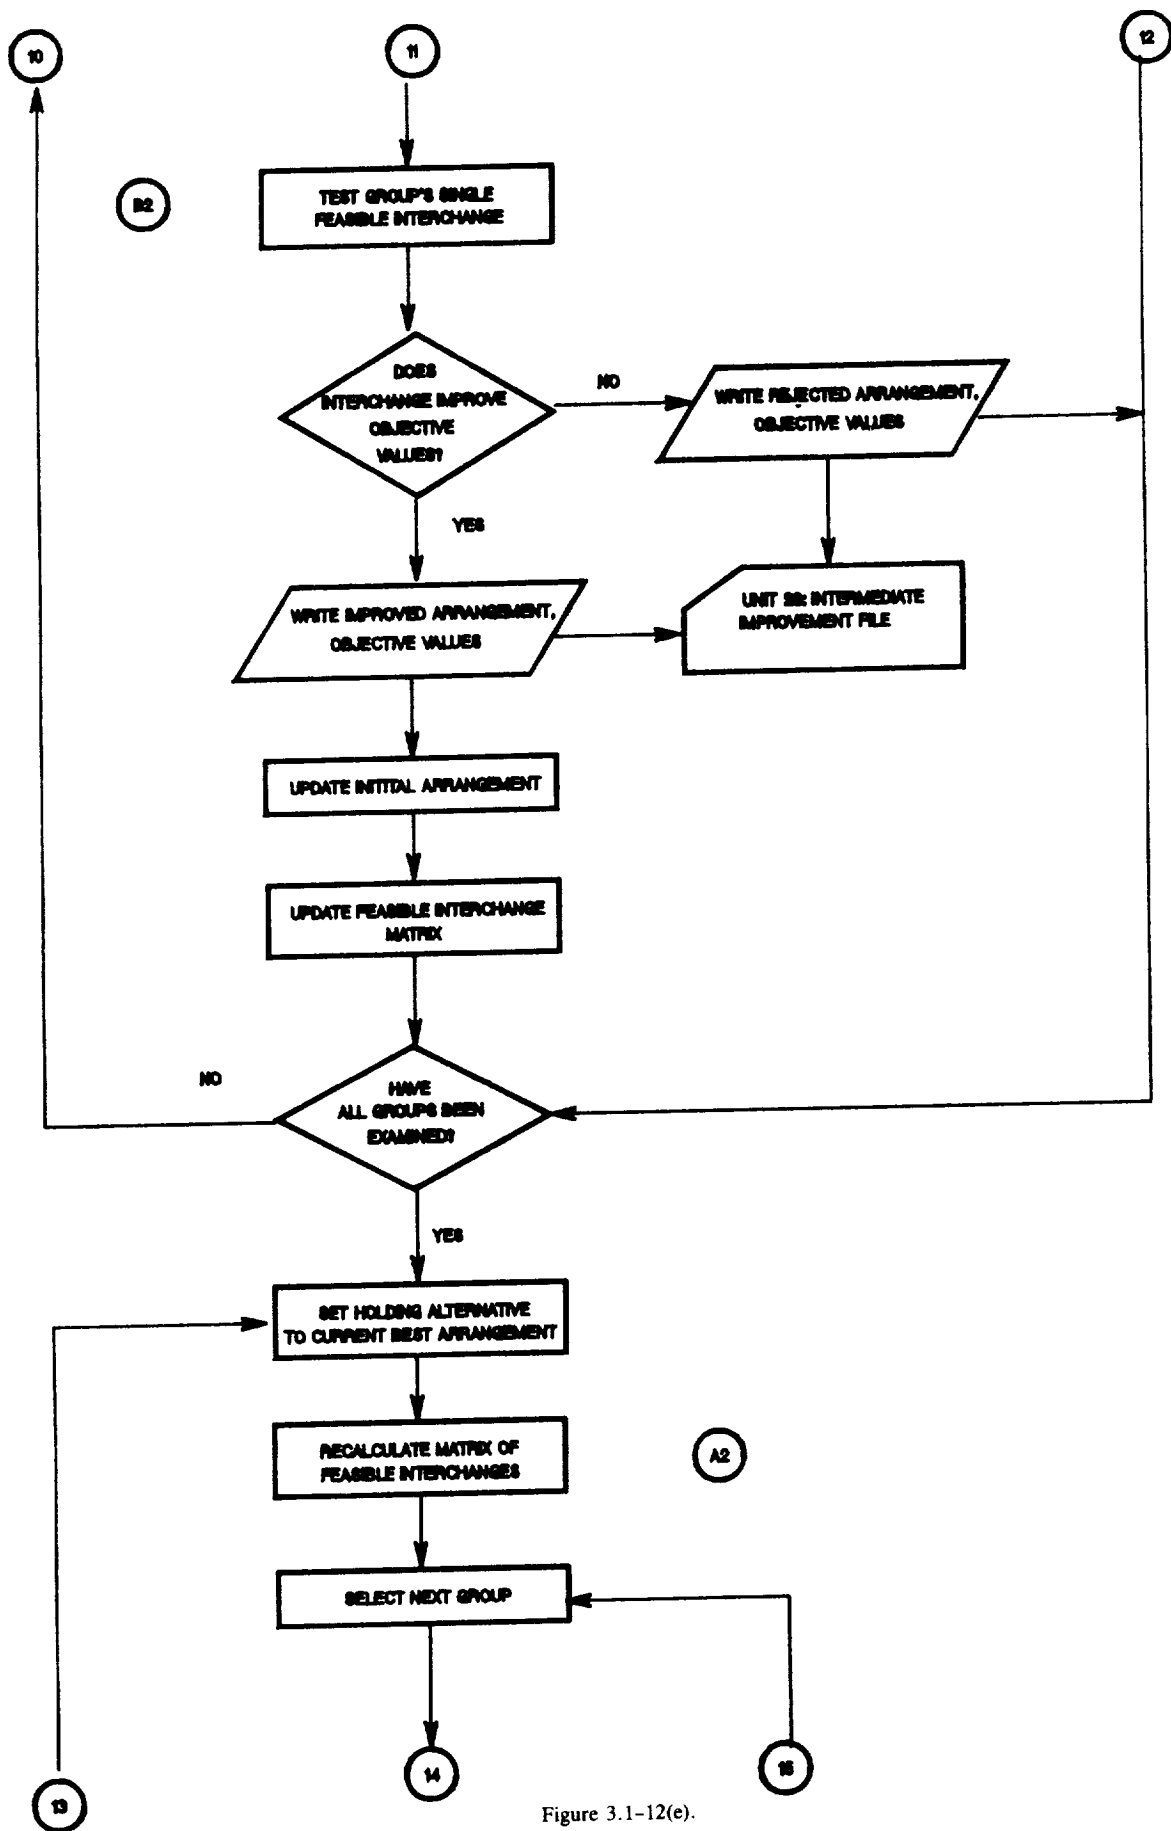 10
11
12
B2
TEST GROUP'S SINGLE
FEASIBLE INTERCHANGE
DOES
INTERCHANGE IMPROVE
OBJECTIVE
VALUES?
NO
WRITE REJECTED ARRANGEMENT,
OBJECTIVE VALUES
YES
WRITE IMPROVED ARRANGEMENT,
OBJECTIVE VALUES
UNIT INTERMEDIATE
IMPROVEMENT FILE
UPDATE INITITAL ARRANGEMENT
UPDATE FEASIBLE INTERCHANGE
MATRIX
NO
HAVE
ALL GROUPS BEEN
EXAMINED?
YES
SET HOLDING ALTERNATIVE
TO CURRENT BEST ARRANGEMENT
RECALCULATE MATRIX OF
FEASIBLE INTERCHANGES
A2
SELECT NEXT GROUP
13
14
15
Figure 3.1-12(e).